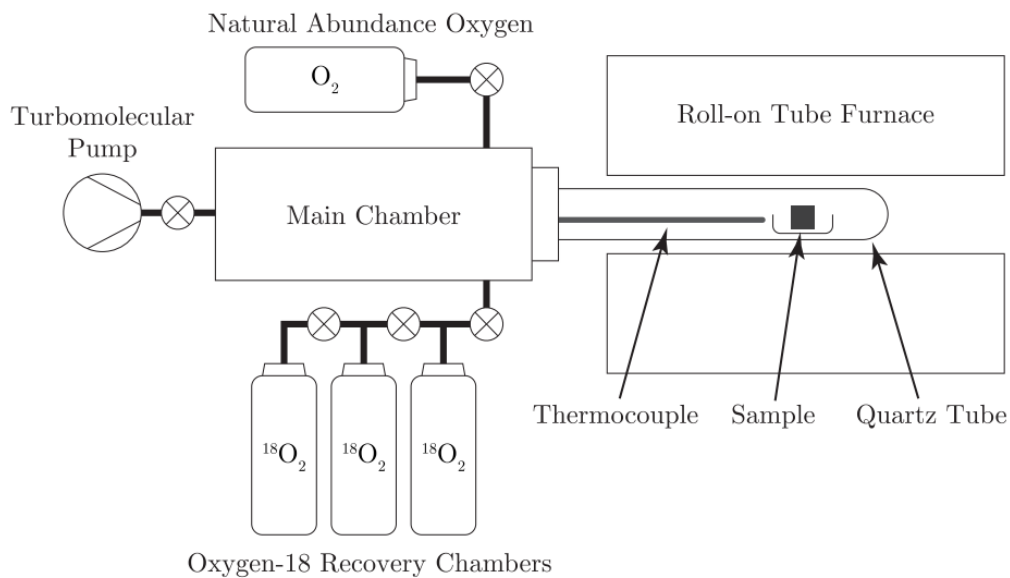 Natural Abundance Oxygen
O₂
Roll-on Tube Furnace
Turbomolecular
Pump
Main Chamber
Thermocouple
Sample
Quartz Tube
¹⁸O₂
¹⁸O₂
¹⁸O₂
Oxygen-18 Recovery Chambers